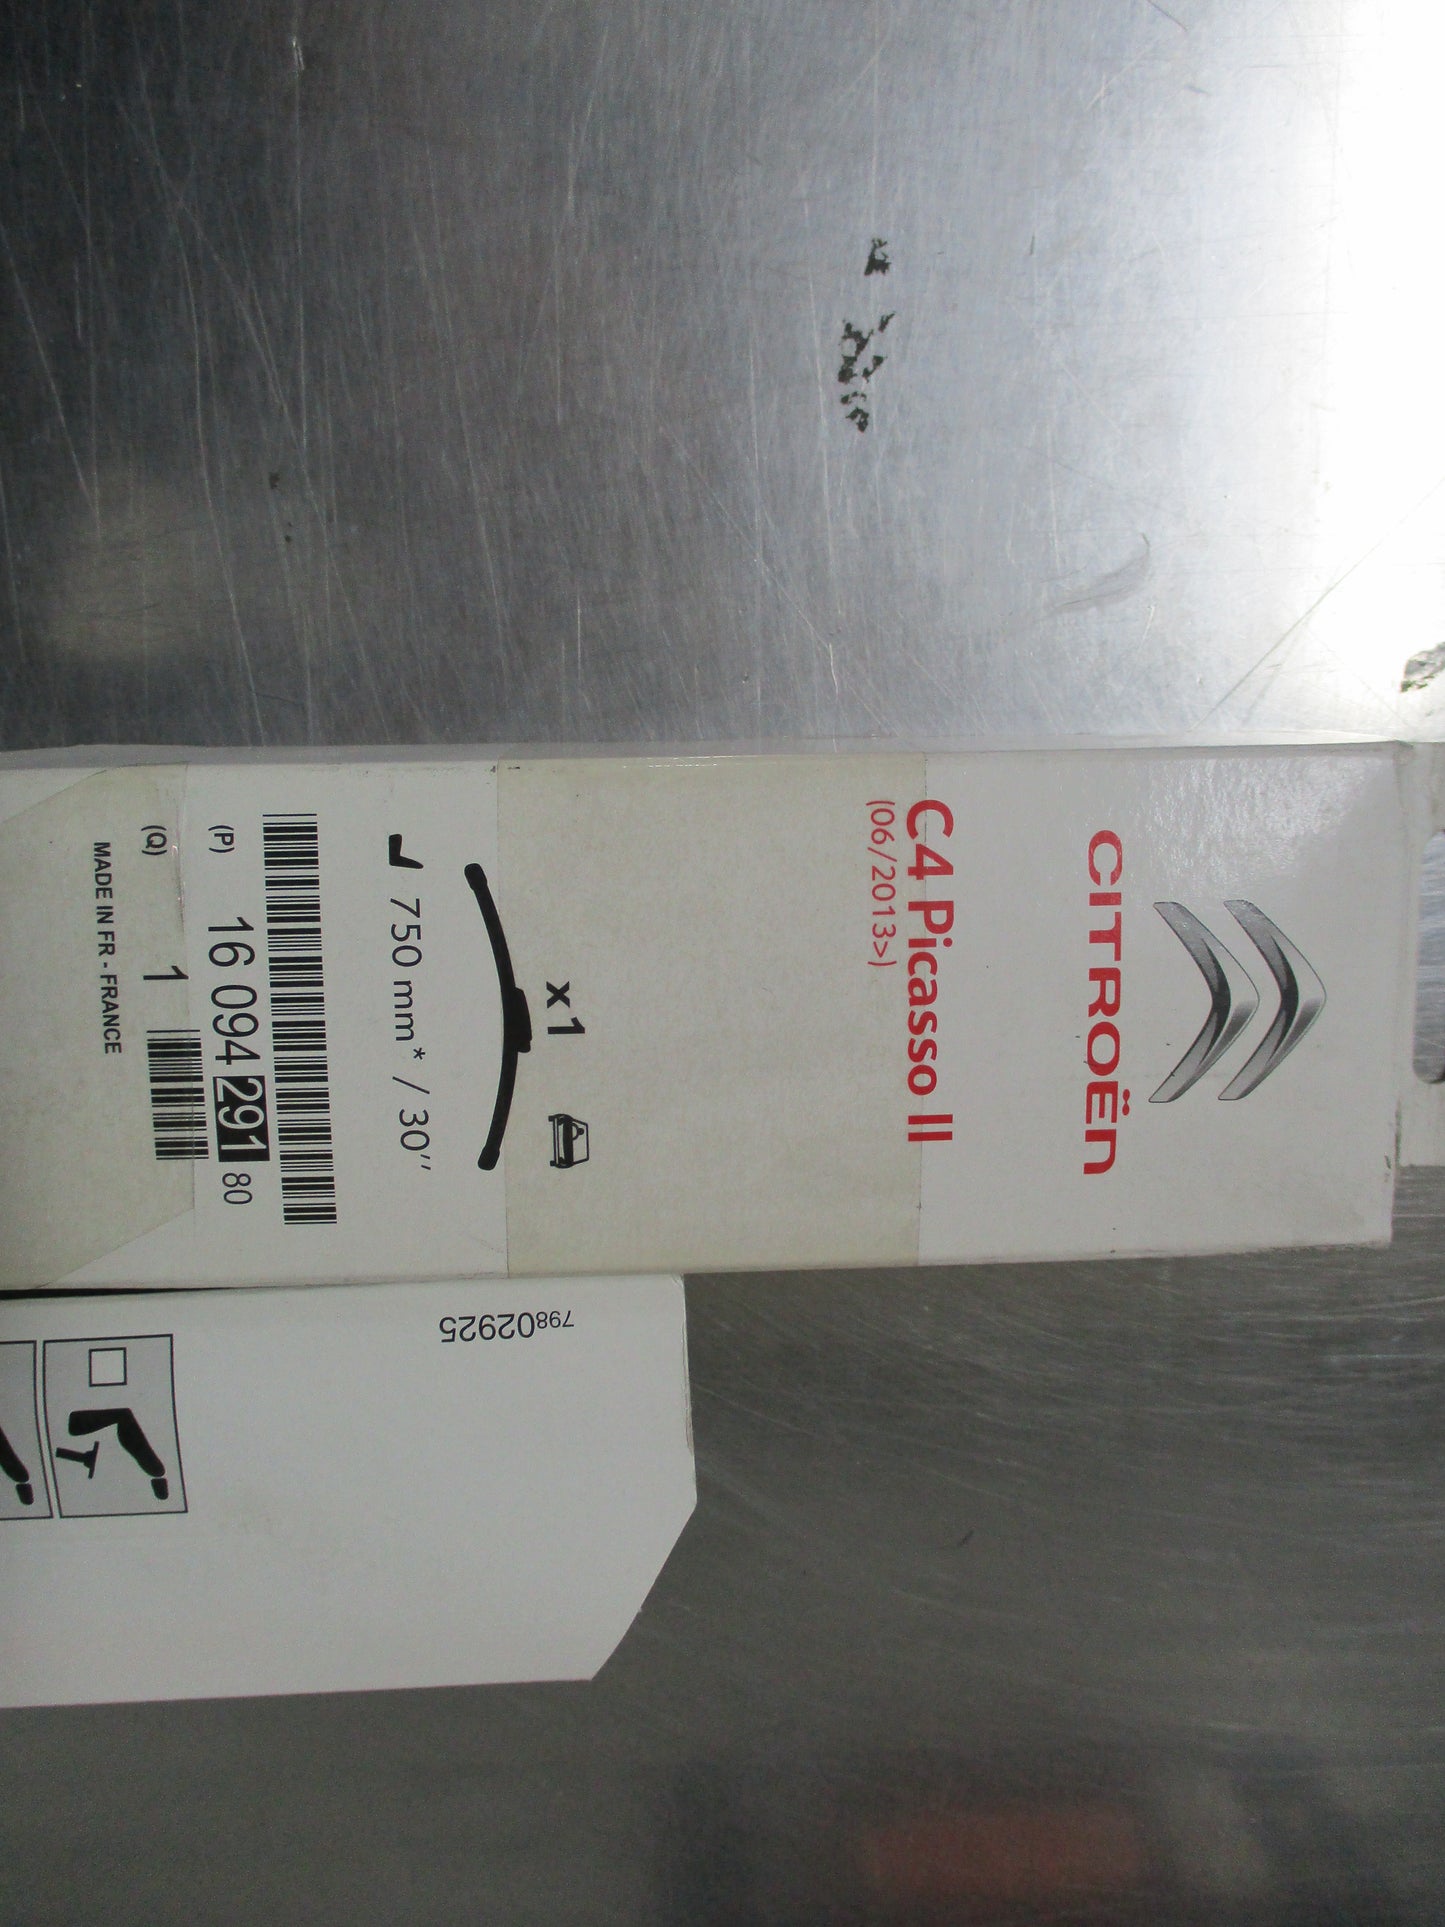 CITROËN
C4 Picasso II
(06/2013>)
x1
750 mm* / 30''
(P) 16 094 291 80
(Q) 1
MADE IN FR - FRANCE
79802925